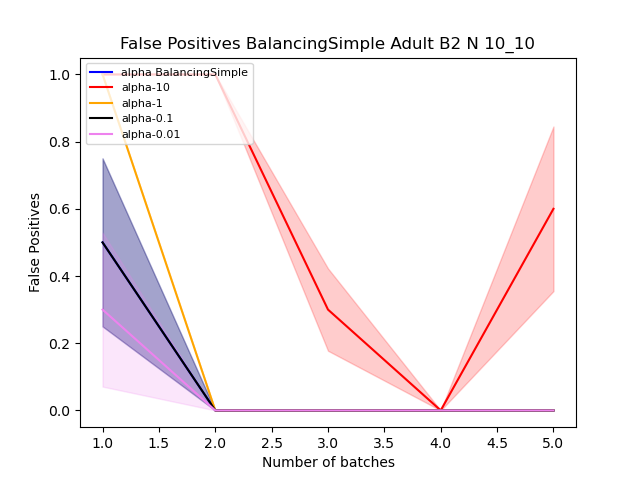 False Positives BalancingSimple Adult B2 N 10_10
alpha BalancingSimple
alpha-10
alpha-1
alpha-0.1
alpha-0.01
False Positives
1.0
0.8
0.6
0.4
0.2
0.0
1.0 1.5 2.0 2.5 3.0 3.5 4.0 4.5 5.0
Number of batches